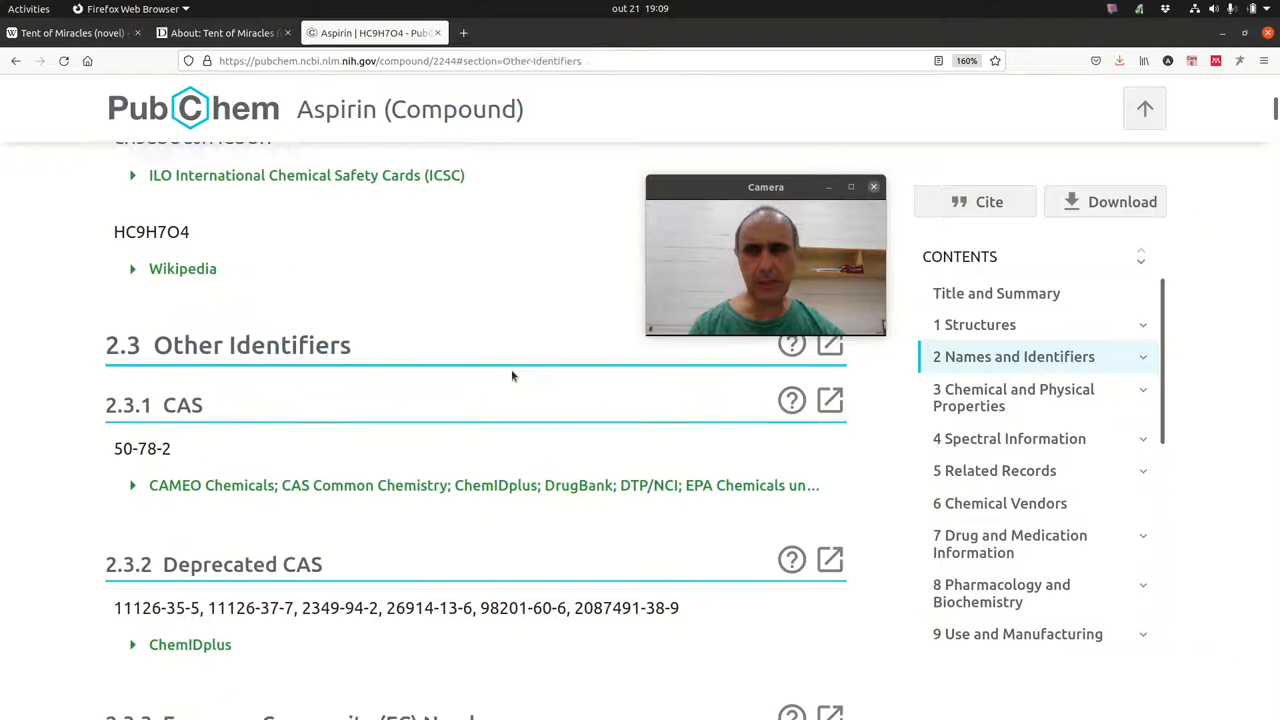 Activities
Firefox Web Browser
out 21 19:09
Tent of Miracles (novel) -
About: Tent of Miracles (
Aspirin | HC9H7O4 - PubC
https://pubchem.ncbi.nlm.nih.gov/compound/2244#section=Other-Identifiers
160%
PubChem
Aspirin (Compound)
ILO International Chemical Safety Cards (ICSC)
Camera
Cite
Download
HC9H7O4
Wikipedia
CONTENTS
Title and Summary
1 Structures
2 Names and Identifiers
3 Chemical and Physical
Properties
4 Spectral Information
5 Related Records
6 Chemical Vendors
7 Drug and Medication
Information
8 Pharmacology and
Biochemistry
9 Use and Manufacturing
2.3 Other Identifiers
2.3.1 CAS
50-78-2
CAMEO Chemicals; CAS Common Chemistry; ChemIDplus; DrugBank; DTP/NCI; EPA Chemicals un...
2.3.2 Deprecated CAS
11126-35-5, 11126-37-7, 2349-94-2, 26914-13-6, 98201-60-6, 2087491-38-9
ChemIDplus